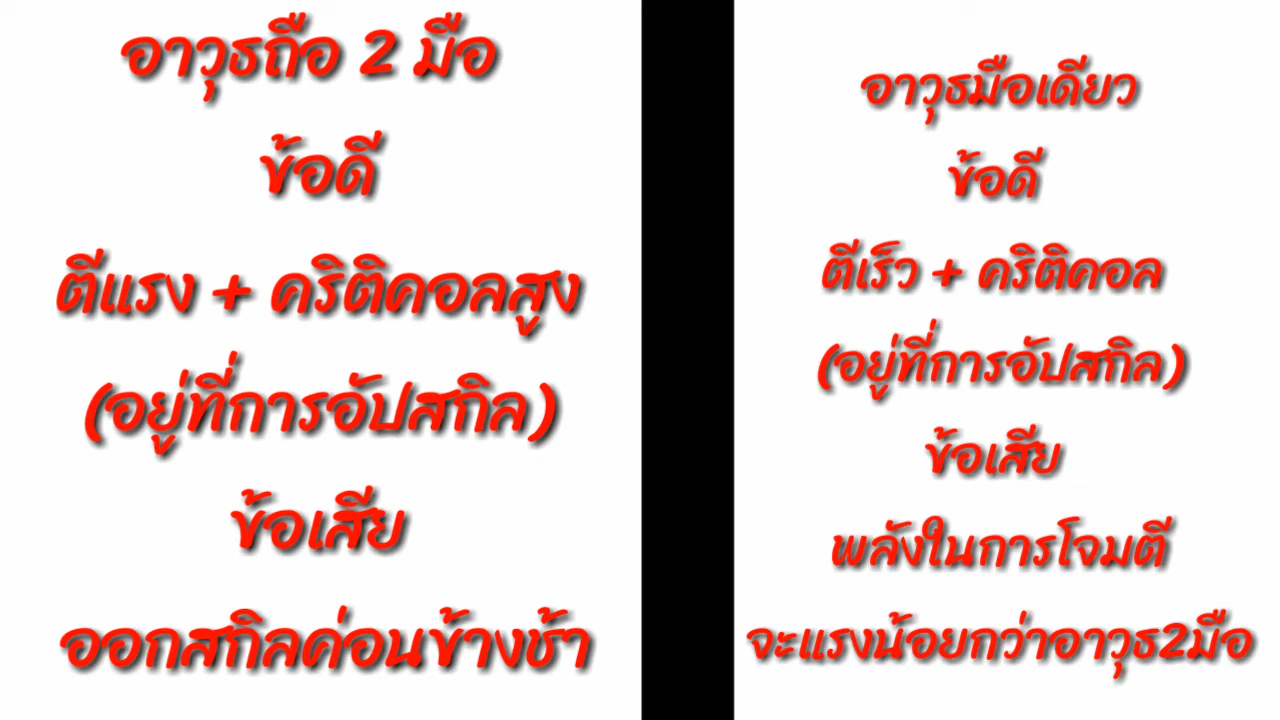 อาวุธถือ 2 มือ
ข้อดี
ตีแรง + คริติคอลสูง
(อยู่ที่การอัปสกิล)
ข้อเสีย
ออกสกิลค่อนข้างช้า
อาวุธมือเดียว
ข้อดี
ตีเร็ว + คริติคอล
(อยู่ที่การอัปสกิล)
ข้อเสีย
พลังในการโจมตี
จะแรงน้อยกว่าอาวุธ2มือ